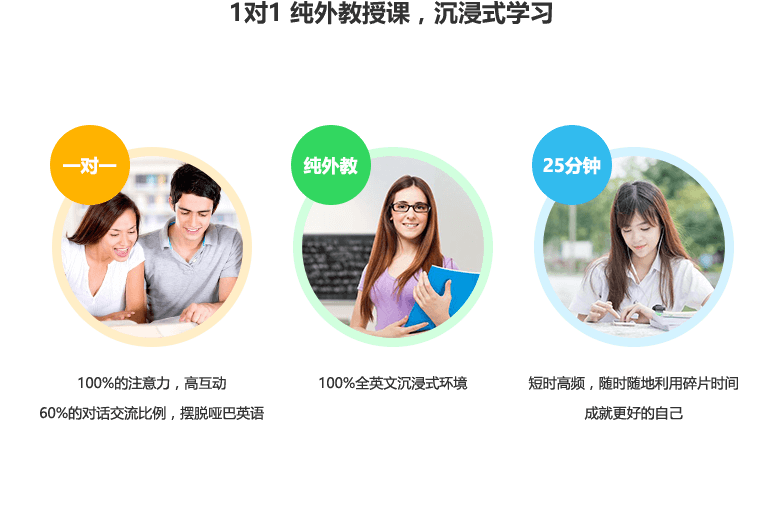 1对1 纯外教授课，沉浸式学习
一对一
纯外教
25分钟
100%的注意力，高互动
60%的对话交流比例，摆脱哑巴英语
100%全英文沉浸式环境
短时高频，随时随地利用碎片时间
成就更好的自己